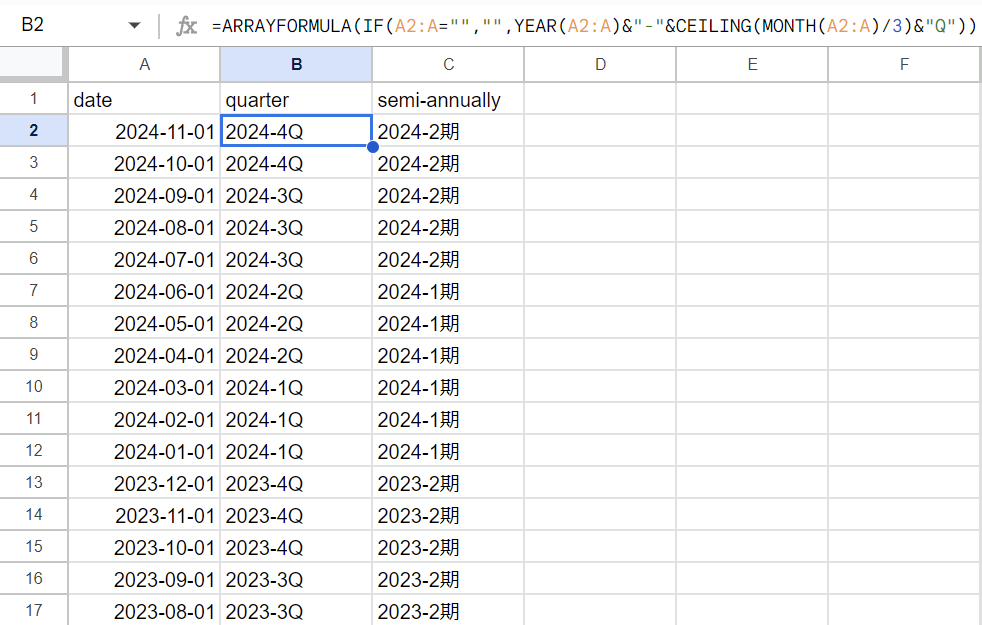 B2 fx =ARRAYFORMULA(IF(A2:A="","",YEAR(A2:A)&"-"&CEILING(MONTH(A2:A)/3)&"Q"))
A B C D E F
1 date quarter semi-annually
2 2024-11-01 2024-4Q 2024-2期
3 2024-10-01 2024-4Q 2024-2期
4 2024-09-01 2024-3Q 2024-2期
5 2024-08-01 2024-3Q 2024-2期
6 2024-07-01 2024-3Q 2024-2期
7 2024-06-01 2024-2Q 2024-1期
8 2024-05-01 2024-2Q 2024-1期
9 2024-04-01 2024-2Q 2024-1期
10 2024-03-01 2024-1Q 2024-1期
11 2024-02-01 2024-1Q 2024-1期
12 2024-01-01 2024-1Q 2024-1期
13 2023-12-01 2023-4Q 2023-2期
14 2023-11-01 2023-4Q 2023-2期
15 2023-10-01 2023-4Q 2023-2期
16 2023-09-01 2023-3Q 2023-2期
17 2023-08-01 2023-3Q 2023-2期